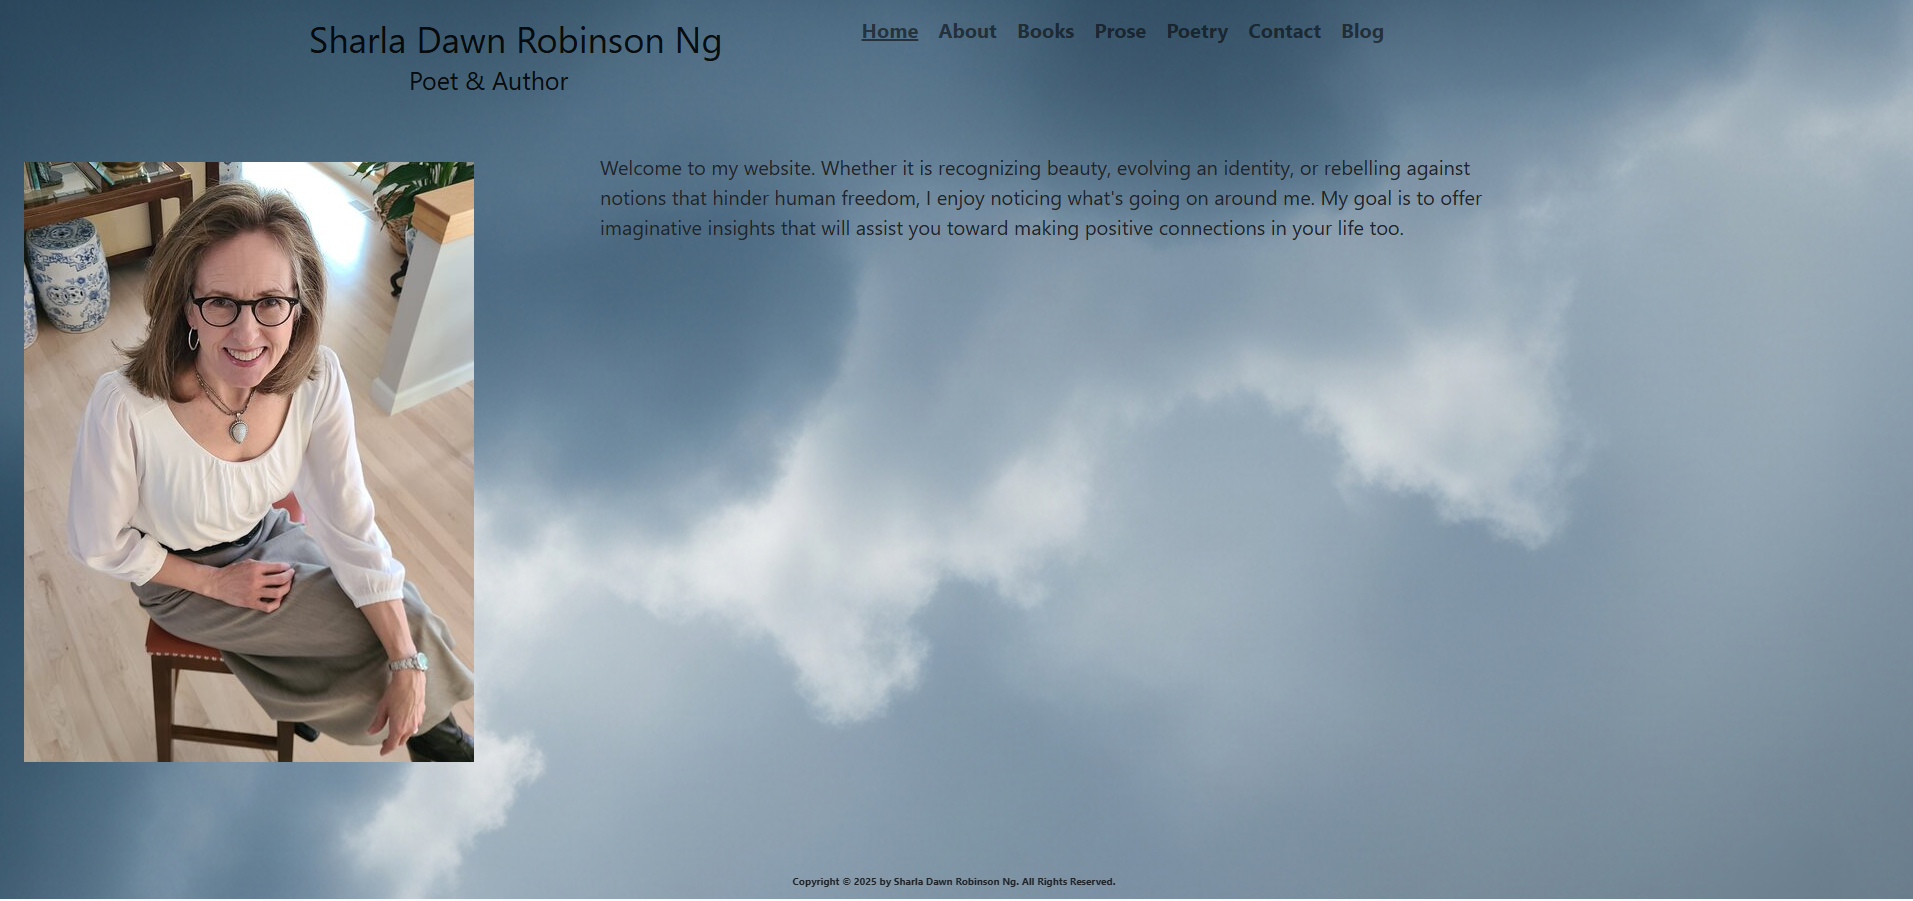 Sharla Dawn Robinson Ng
Poet & Author
Home About Books Prose Poetry Contact Blog
Welcome to my website. Whether it is recognizing beauty, evolving an identity, or rebelling against
notions that hinder human freedom, I enjoy noticing what's going on around me. My goal is to offer
imaginative insights that will assist you toward making positive connections in your life too.
Copyright © 2025 by Sharla Dawn Robinson Ng. All Rights Reserved.